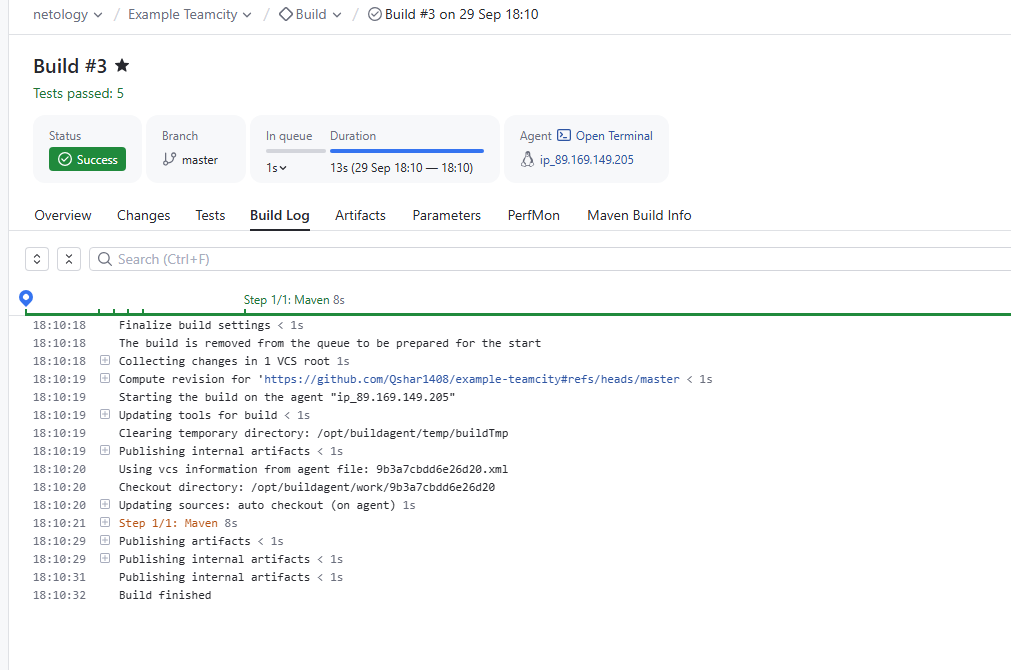 netology / Example Teamcity / Build / Build #3 on 29 Sep 18:10
Build #3
Tests passed: 5
Status
Success
Branch
master
In queue
1s
Duration
13s (29 Sep 18:10 — 18:10)
Agent Open Terminal
ip_89.169.149.205
Overview Changes Tests Build Log Artifacts Parameters PerfMon Maven Build Info
Search (Ctrl+F)
Step 1/1: Maven 8s
18:10:18 Finalize build settings < 1s
18:10:18 The build is removed from the queue to be prepared for the start
18:10:18 Collecting changes in 1 VCS root 1s
18:10:19 Compute revision for 'https://github.com/Qshar1408/example-teamcity#refs/heads/master < 1s
18:10:19 Starting the build on the agent "ip_89.169.149.205"
18:10:19 Updating tools for build < 1s
18:10:19 Clearing temporary directory: /opt/buildagent/temp/buildTmp
18:10:19 Publishing internal artifacts < 1s
18:10:20 Using vcs information from agent file: 9b3a7cbdd6e26d20.xml
18:10:20 Checkout directory: /opt/buildagent/work/9b3a7cbdd6e26d20
18:10:20 Updating sources: auto checkout (on agent) 1s
18:10:21 Step 1/1: Maven 8s
18:10:29 Publishing artifacts < 1s
18:10:29 Publishing internal artifacts < 1s
18:10:31 Publishing internal artifacts < 1s
18:10:32 Build finished